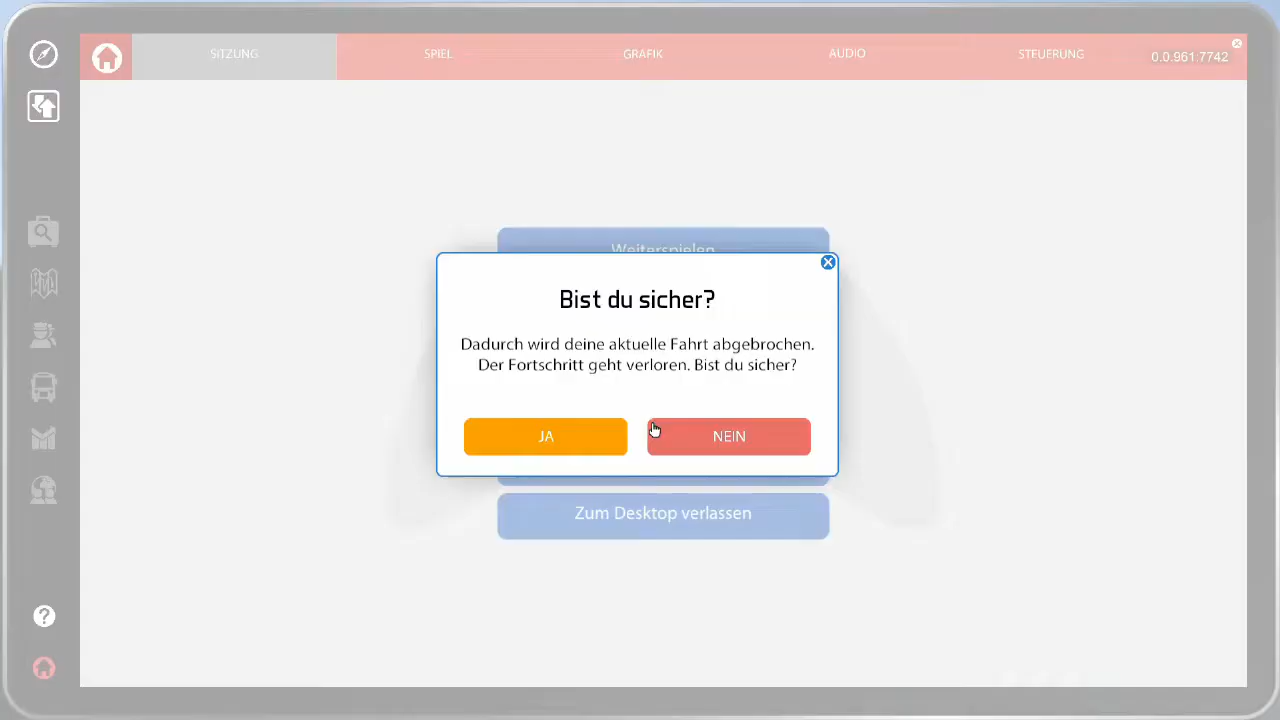 SITZUNG
SPIEL
GRAFIK
AUDIO
STEUERUNG
0.0.961.7742
Weiterspielen
Bist du sicher?
Dadurch wird deine aktuelle Fahrt abgebrochen.
Der Fortschritt geht verloren. Bist du sicher?
JA
NEIN
Zum Desktop verlassen